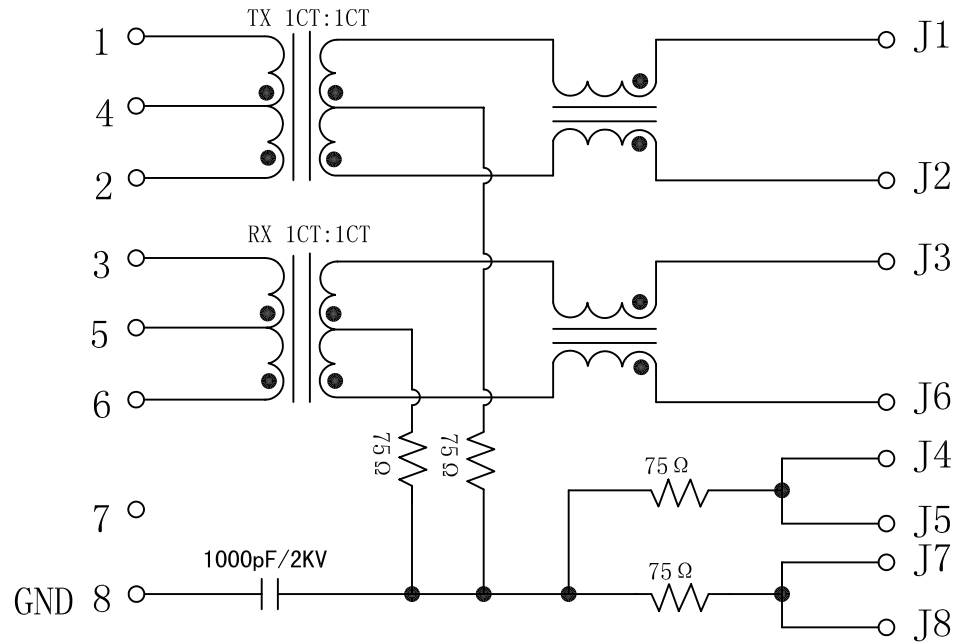 TX 1CT:1CT
1
J1
4
2
J2
RX 1CT:1CT
3
J3
5
6
J6
75Ω
75Ω
75Ω
J4
7
J5
1000pF/2KV
75Ω
J7
GND 8
J8